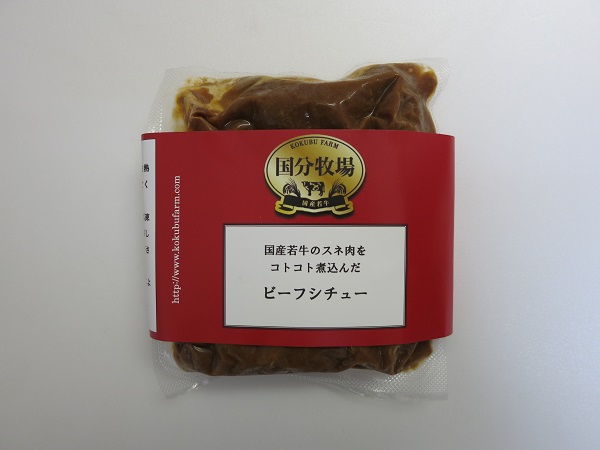 KOKUBU FARM
国分牧場
国産若牛
国産若牛のスネ肉を
コトコト煮込んだ
ビーフシチュー
http://www.kokubufarm.com